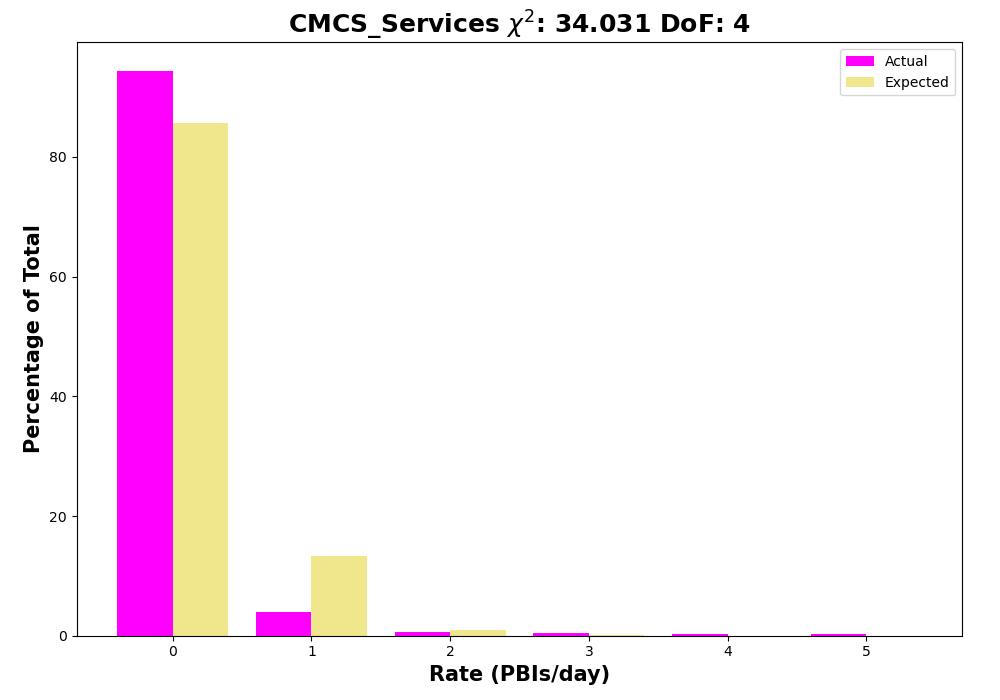 CMCS_Services χ²: 34.031 DoF: 4
Actual
Expected
Percentage of Total
80
60
40
20
0
0 1 2 3 4 5
Rate (PBIs/day)